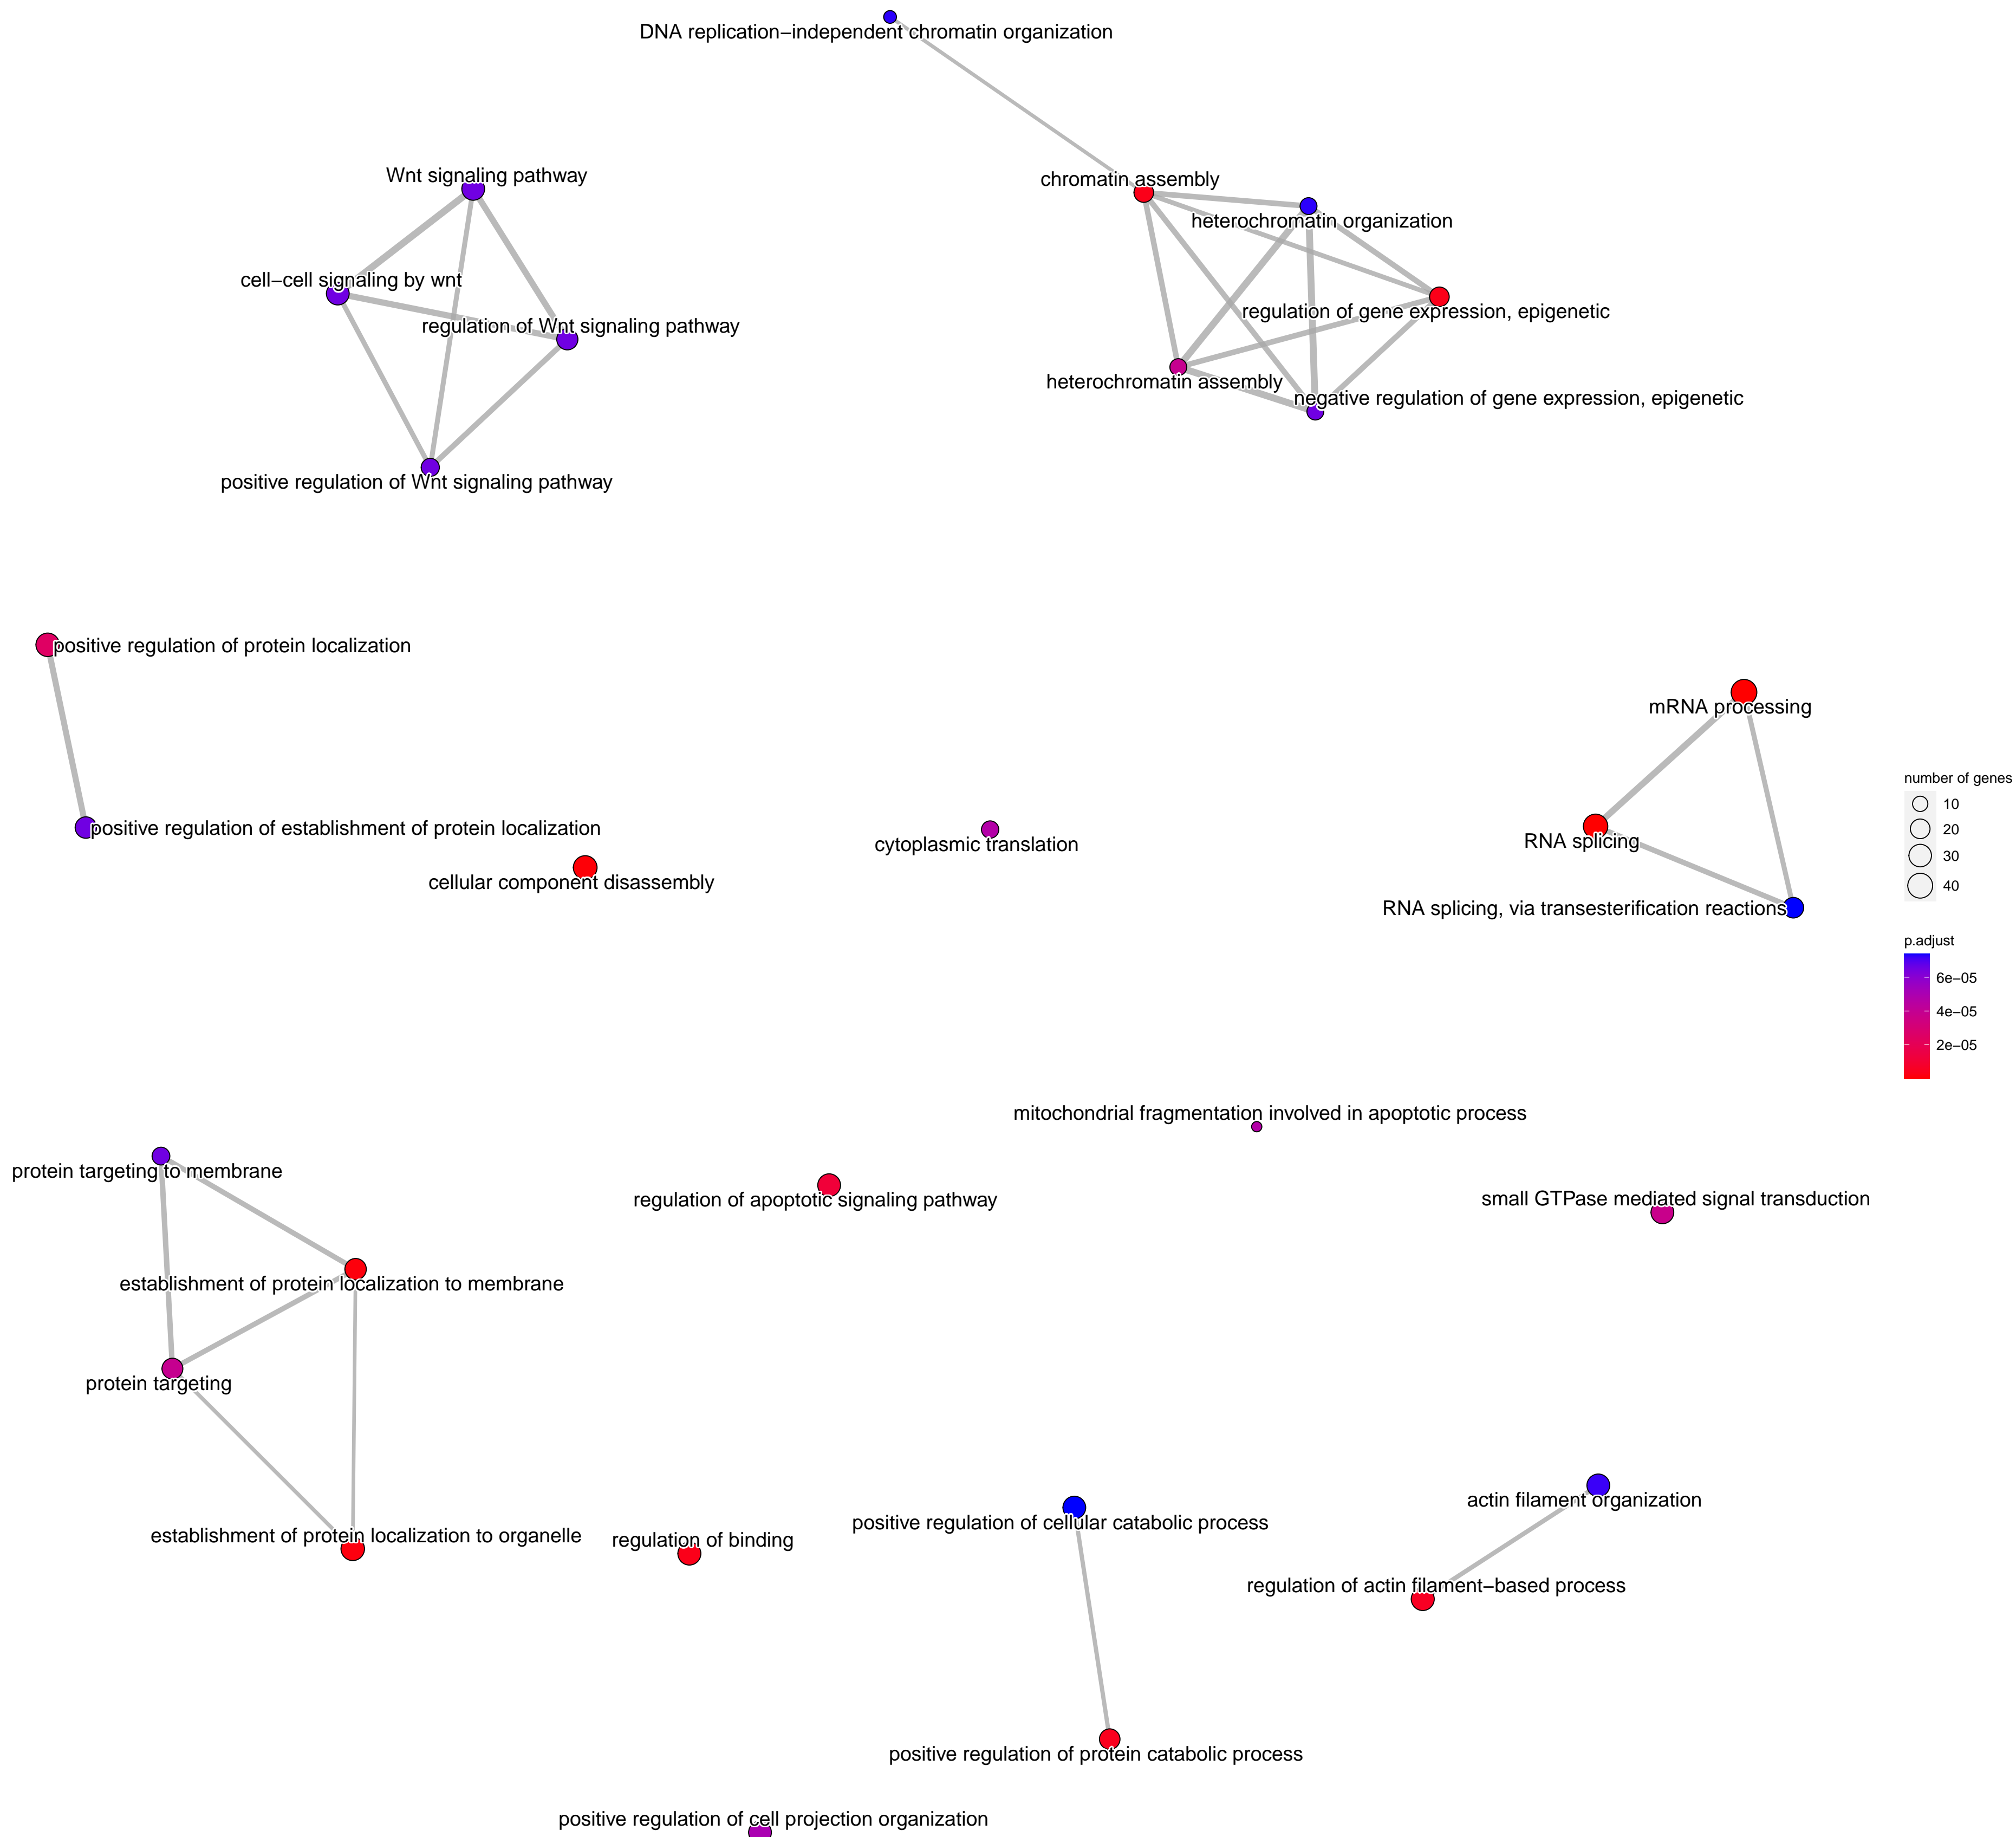 DNA replication−independent chromatin organization
Wnt signaling pathway
chromatin assembly
heterochromatin organization
cell−cell signaling by wnt
regulation of gene expression, epigenetic
regulation of Wnt signaling pathway
heterochromatin assembly
negative regulation of gene expression, epigenetic
positive regulation of Wnt signaling pathway
positive regulation of protein localization
mRNA processing
number of genes
10
20
30
40
positive regulation of establishment of protein localization
cytoplasmic translation
RNA splicing
cellular component disassembly
RNA splicing, via transesterification reactions
p.adjust
6e−05
4e−05
2e−05
mitochondrial fragmentation involved in apoptotic process
protein targeting to membrane
regulation of apoptotic signaling pathway
small GTPase mediated signal transduction
establishment of protein localization to membrane
protein targeting
actin filament organization
positive regulation of cellular catabolic process
establishment of protein localization to organelle
regulation of binding
regulation of actin filament−based process
positive regulation of protein catabolic process
positive regulation of cell projection organization